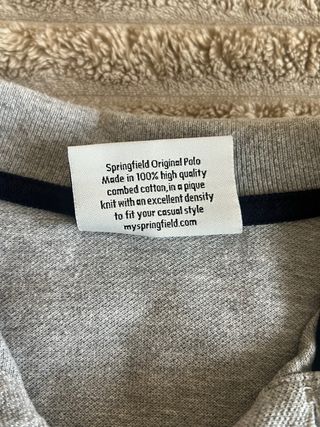 Springfield Original Polo
Made in 100% high quality
combed cotton, in a pique
knit with an excellent density
to fit your casual style
myspringfield.com